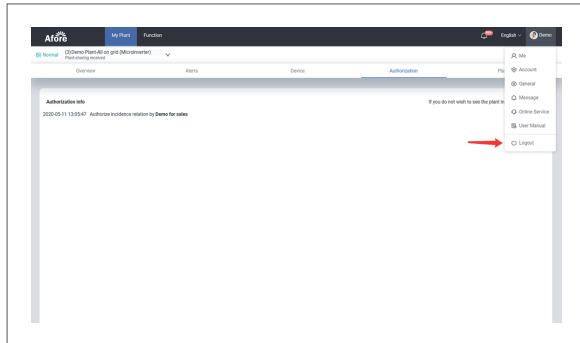 Afore
My Plant Function English Demo
Normal (3)Demo Plant-All on grid (Microinverter)
Plant-sharing received
Overview Alerts Device Authorization
Authorization info If you do not wish to see the plant in
2020-05-11 13:05:47 Authorize incidence relation by Demo for sales
Me
Account
General
Message
Online Service
User Manual
Logout